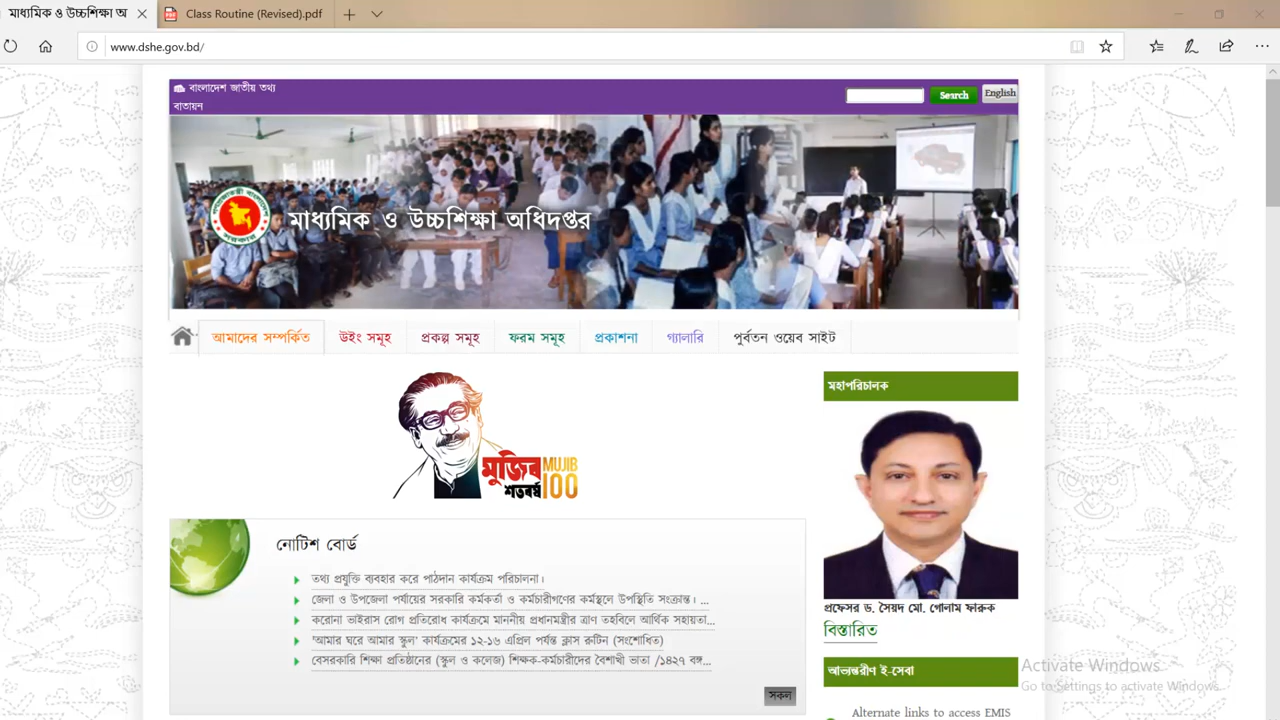 মাধ্যমিক ও উচ্চশিক্ষা অ
Class Routine (Revised).pdf
www.dshe.gov.bd/
বাংলাদেশ জাতীয় তথ্য
বাতায়ন
Search
English
মাধ্যমিক ও উচ্চশিক্ষা অধিদপ্তর
আমাদের সম্পর্কিত
উইং সমূহ
প্রকল্প সমূহ
ফরম সমূহ
প্রকাশনা
গ্যালারি
পুর্বতন ওয়েব সাইট
মুজিব MUJIB
শতবর্ষ 100
মহাপরিচালক
প্রফেসর ড. সৈয়দ মো. গোলাম ফারুক
বিস্তারিত
নোটিশ বোর্ড
তথ্য প্রযুক্তি ব্যবহার করে পাঠদান কার্যক্রম পরিচালনা।
জেলা ও উপজেলা পর্যায়ের সরকারি কর্মকর্তা ও কর্মচারীগণের কর্মস্থলে উপস্থিতি সংক্রান্ত। ...
করোনা ভাইরাস রোগ প্রতিরোধ কার্যক্রমে মাননীয় প্রধানমন্ত্রীর ত্রাণ তহবিলে আর্থিক সহায়তা...
'আমার ঘরে আমার স্কুল' কার্যক্রমের ১২-১৬ এপ্রিল পর্যন্ত ক্লাস রুটিন (সংশোধিত)
বেসরকারি শিক্ষা প্রতিষ্ঠানের (স্কুল ও কলেজ) শিক্ষক-কর্মচারীদের বৈশাখী ভাতা /১৪২৭ বঙ্গ...
সকল
আভ্যন্তরীণ ই-সেবা
Alternate links to access EMIS
Activate Windows
Go to Settings to activate Windows.